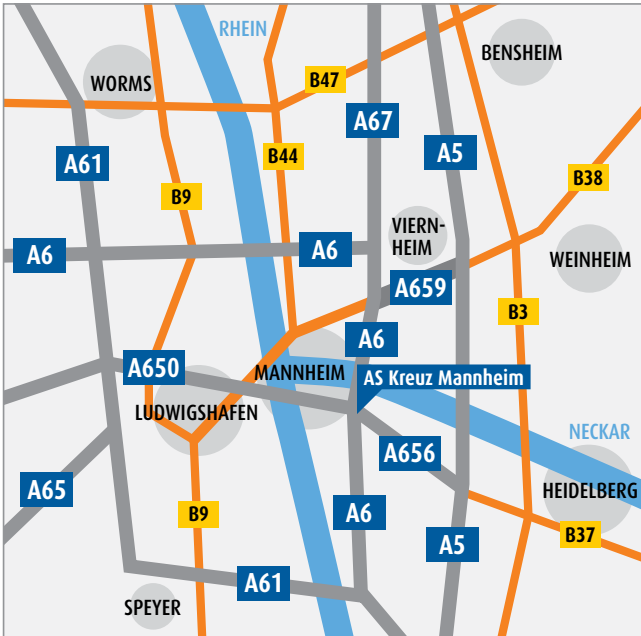 RHEIN
BENSHEIM
WORMS
B47
A67
A61
B44
A5
B38
B9
VIERN-
HEIM
A6
A6
WEINHEIM
A659
B3
A6
A650
MANNHEIM
AS Kreuz Mannheim
LUDWIGSHAFEN
NECKAR
A656
A65
HEIDELBERG
B9
A6
B37
A5
A61
SPEYER